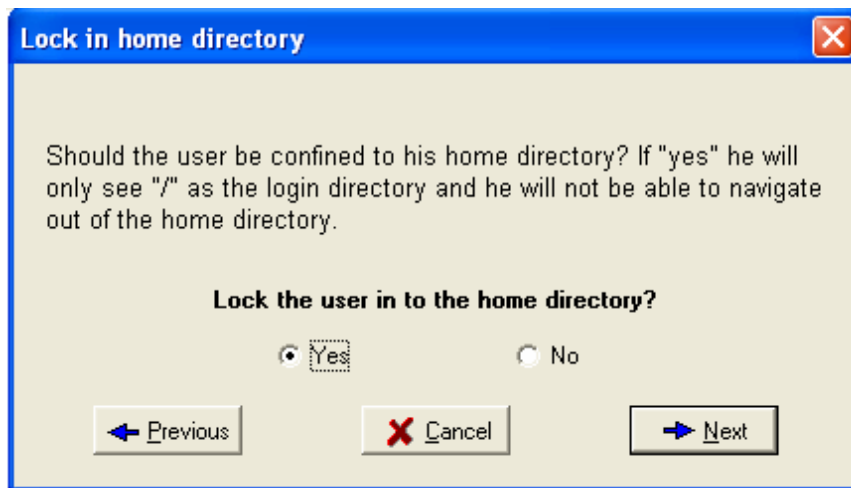 Lock in home directory
Should the user be confined to his home directory? If "yes" he will
only see "/" as the login directory and he will not be able to navigate
out of the home directory.
Lock the user in to the home directory?
Yes No
Previous Cancel Next